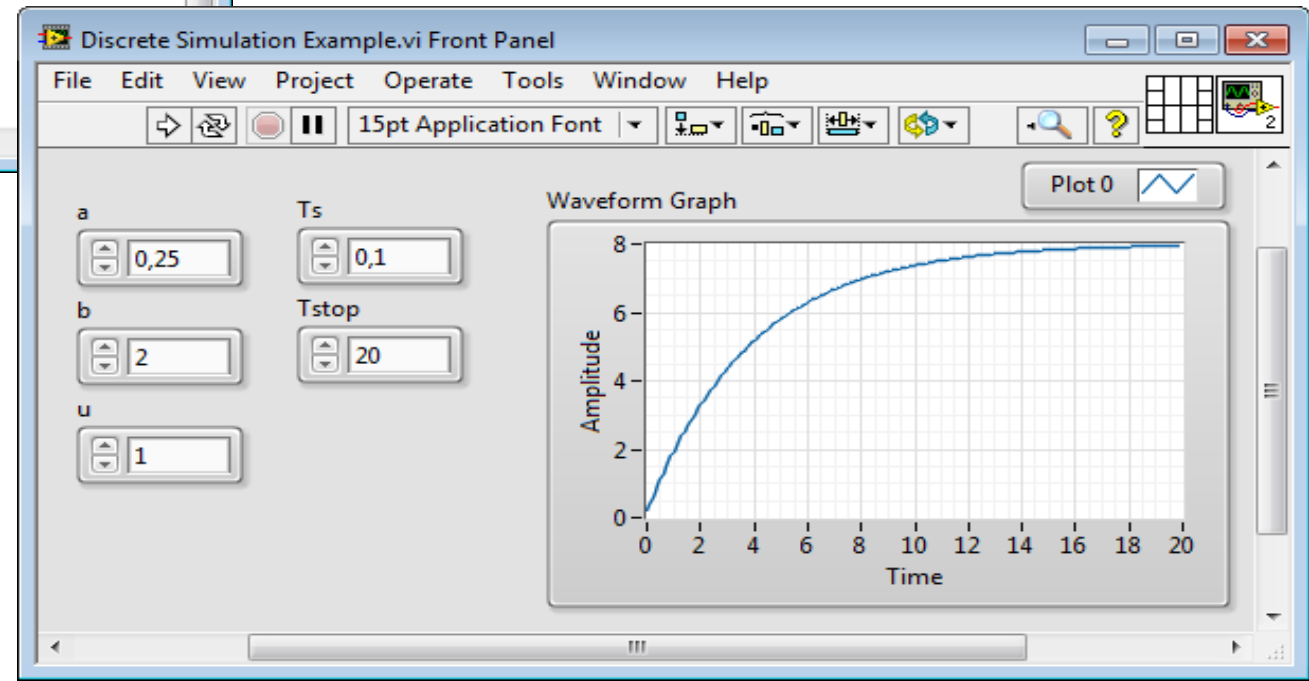 Discrete Simulation Example.vi Front Panel
File Edit View Project Operate Tools Window Help
15pt Application Font
2
Plot 0
a
0,25
b
2
u
1
Ts
0,1
Tstop
20
Waveform Graph
Amplitude
8
6
4
2
0
0 2 4 6 8 10 12 14 16 18 20
Time